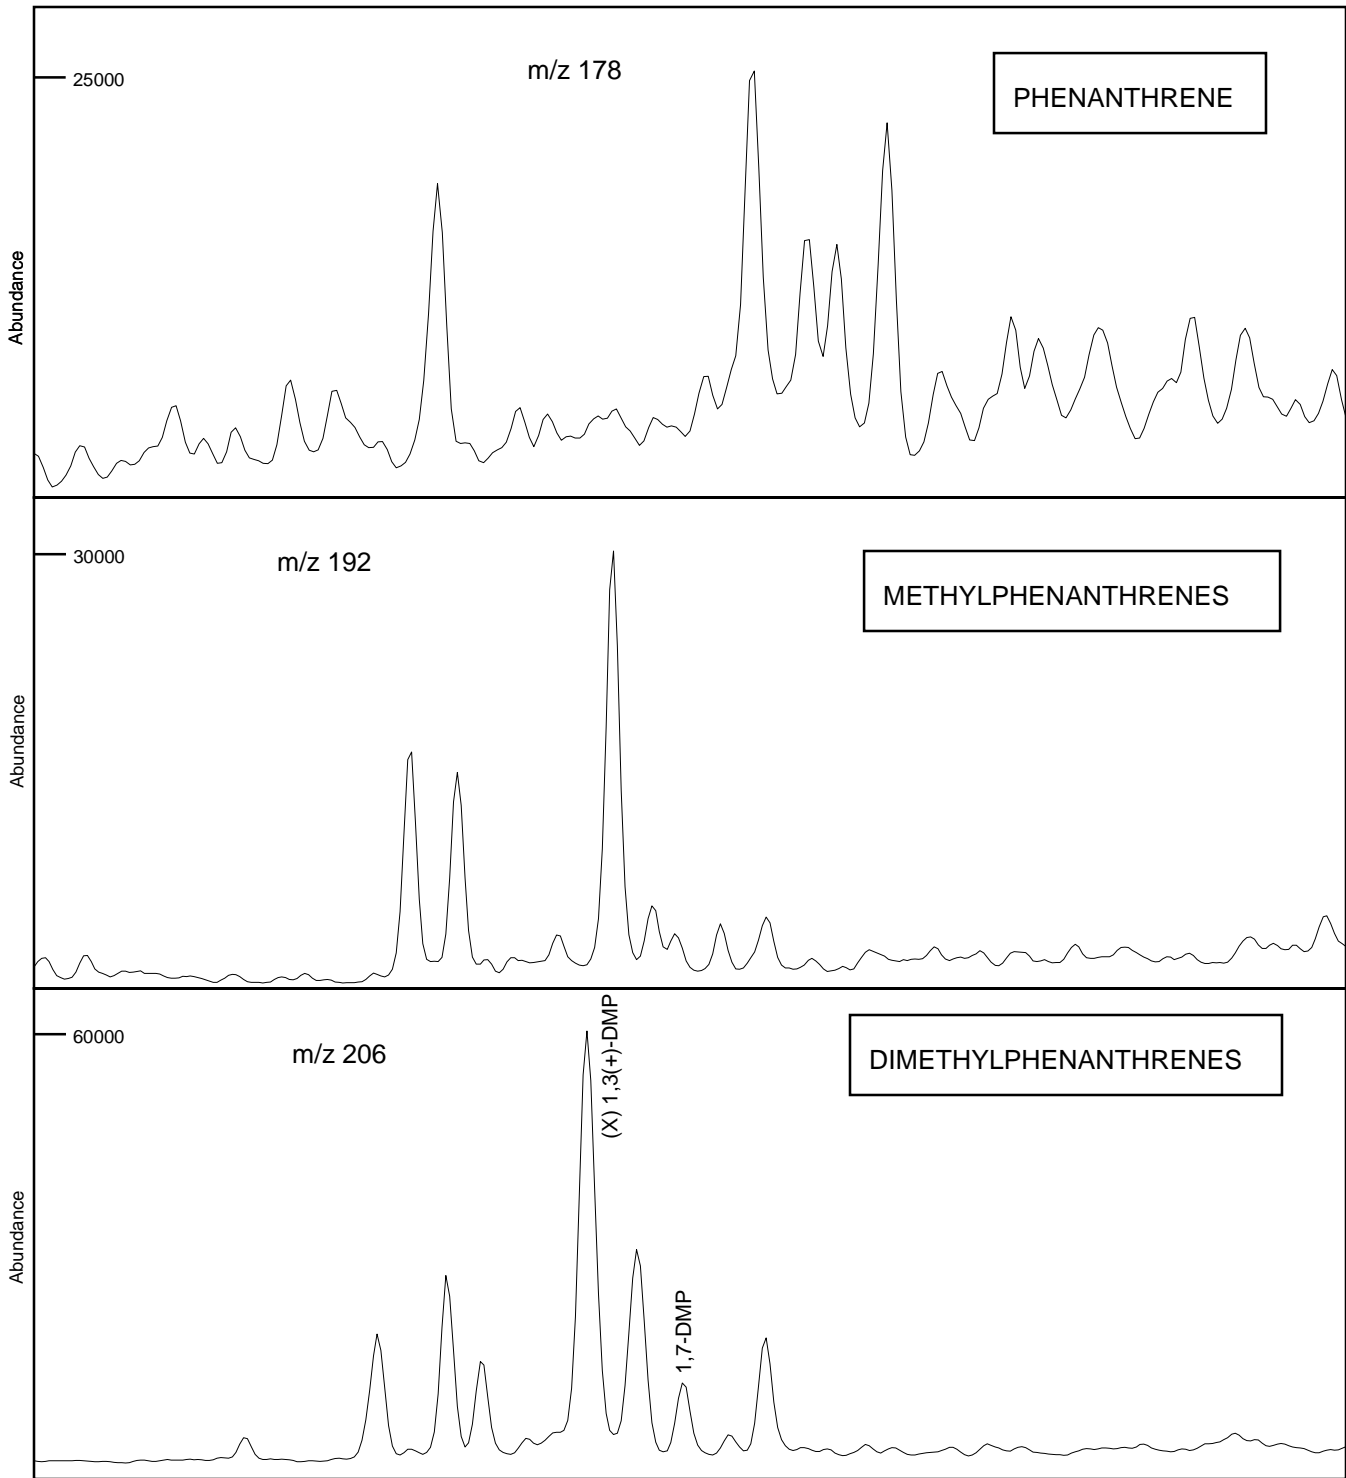 25000
m/z 178
PHENANTHRENE
Abundance
30000
m/z 192
METHYLPHENANTHRENES
Abundance
60000
m/z 206
(X) 1,3(+)-DMP
DIMETHYLPHENANTHRENES
1,7-DMP
Abundance